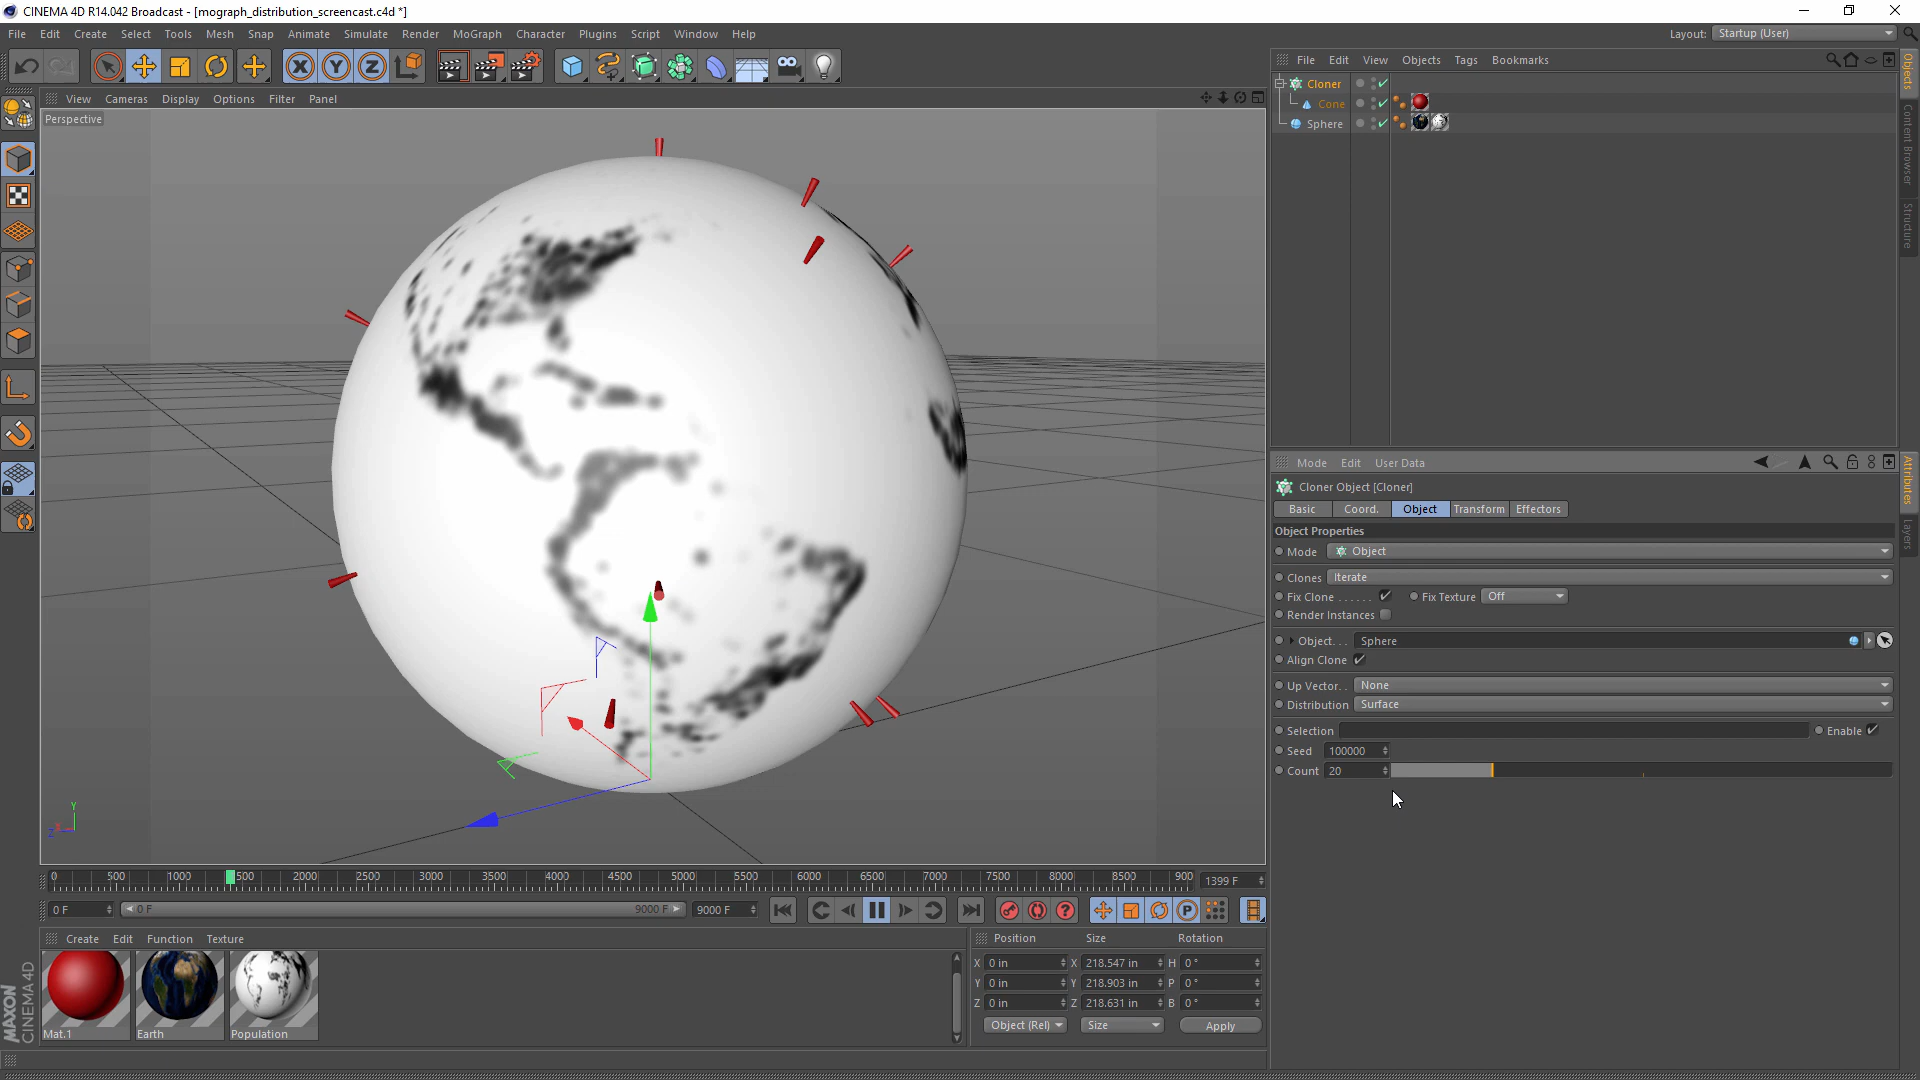 CINEMA 4D R14.042 Broadcast - [mograph_distribution_screencast.c4d *]
File Edit Create Select Tools Mesh Snap Animate Simulate Render MoGraph Character Plugins Script Window Help
Layout: Startup (User)
X Y Z
View Cameras Display Options Filter Panel
Perspective
File Edit View Objects Tags Bookmarks
Cloner
Cone
Sphere
Objects
Content Browser
Structure
Mode Edit User Data
Cloner Object [Cloner]
Basic Coord. Object Transform Effectors
Object Properties
Mode Object
Clones Iterate
Fix Clone ...... Fix Texture Off
Render Instances
Object. . . Sphere
Align Clone
Up Vector. . None
Distribution Surface
Selection Enable
Seed 100000
Count 20
Attributes
Layers
Y
X
Z
0 500 1000 500 2000 2500 3000 3500 4000 4500 5000 5500 6000 6500 7000 7500 8000 8500 900 1399 F
0 F 0 F 9000 F 9000 F
P
Create Edit Function Texture
Mat.1 Earth Population
Position Size Rotation
X 0 in X 218.547 in H 0 °
Y 0 in Y 218.903 in P 0 °
Z 0 in Z 218.631 in B 0 °
Object (Rel) Size Apply
MAXON
CINEMA 4D